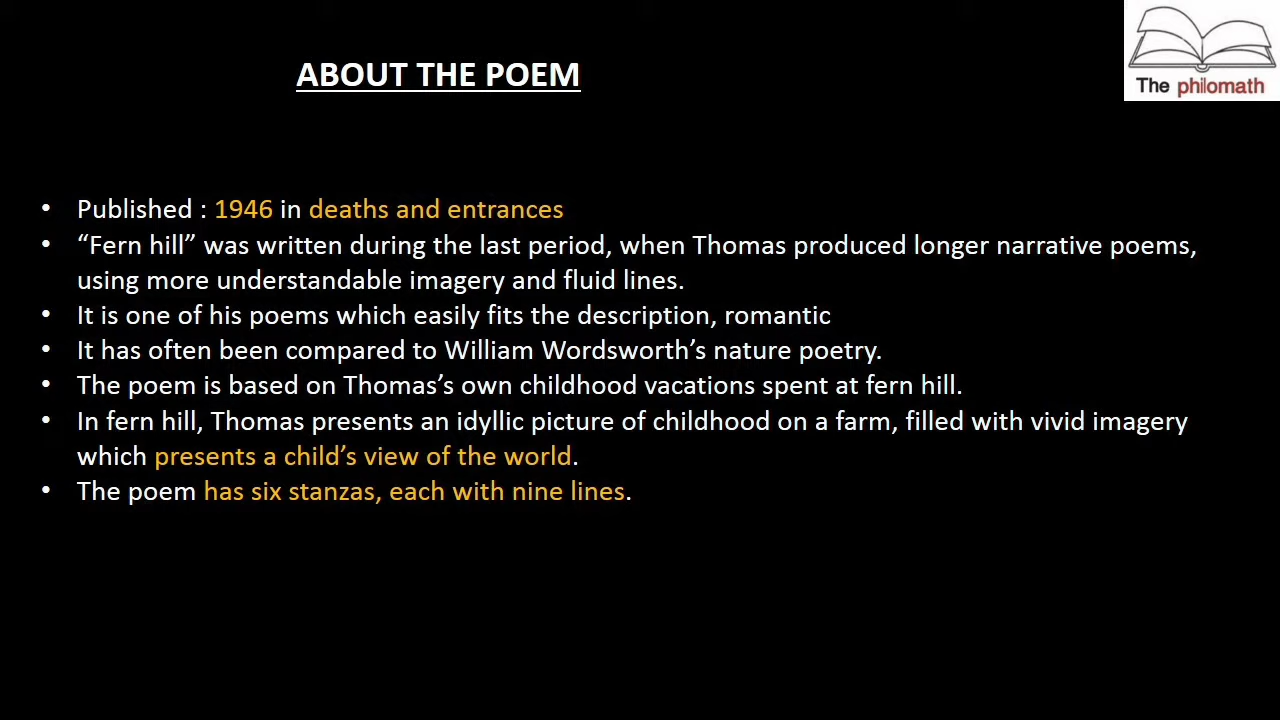 ABOUT THE POEM
The philomath
• Published : 1946 in deaths and entrances
• “Fern hill” was written during the last period, when Thomas produced longer narrative poems,
using more understandable imagery and fluid lines.
• It is one of his poems which easily fits the description, romantic
• It has often been compared to William Wordsworth’s nature poetry.
• The poem is based on Thomas’s own childhood vacations spent at fern hill.
• In fern hill, Thomas presents an idyllic picture of childhood on a farm, filled with vivid imagery
which presents a child’s view of the world.
• The poem has six stanzas, each with nine lines.